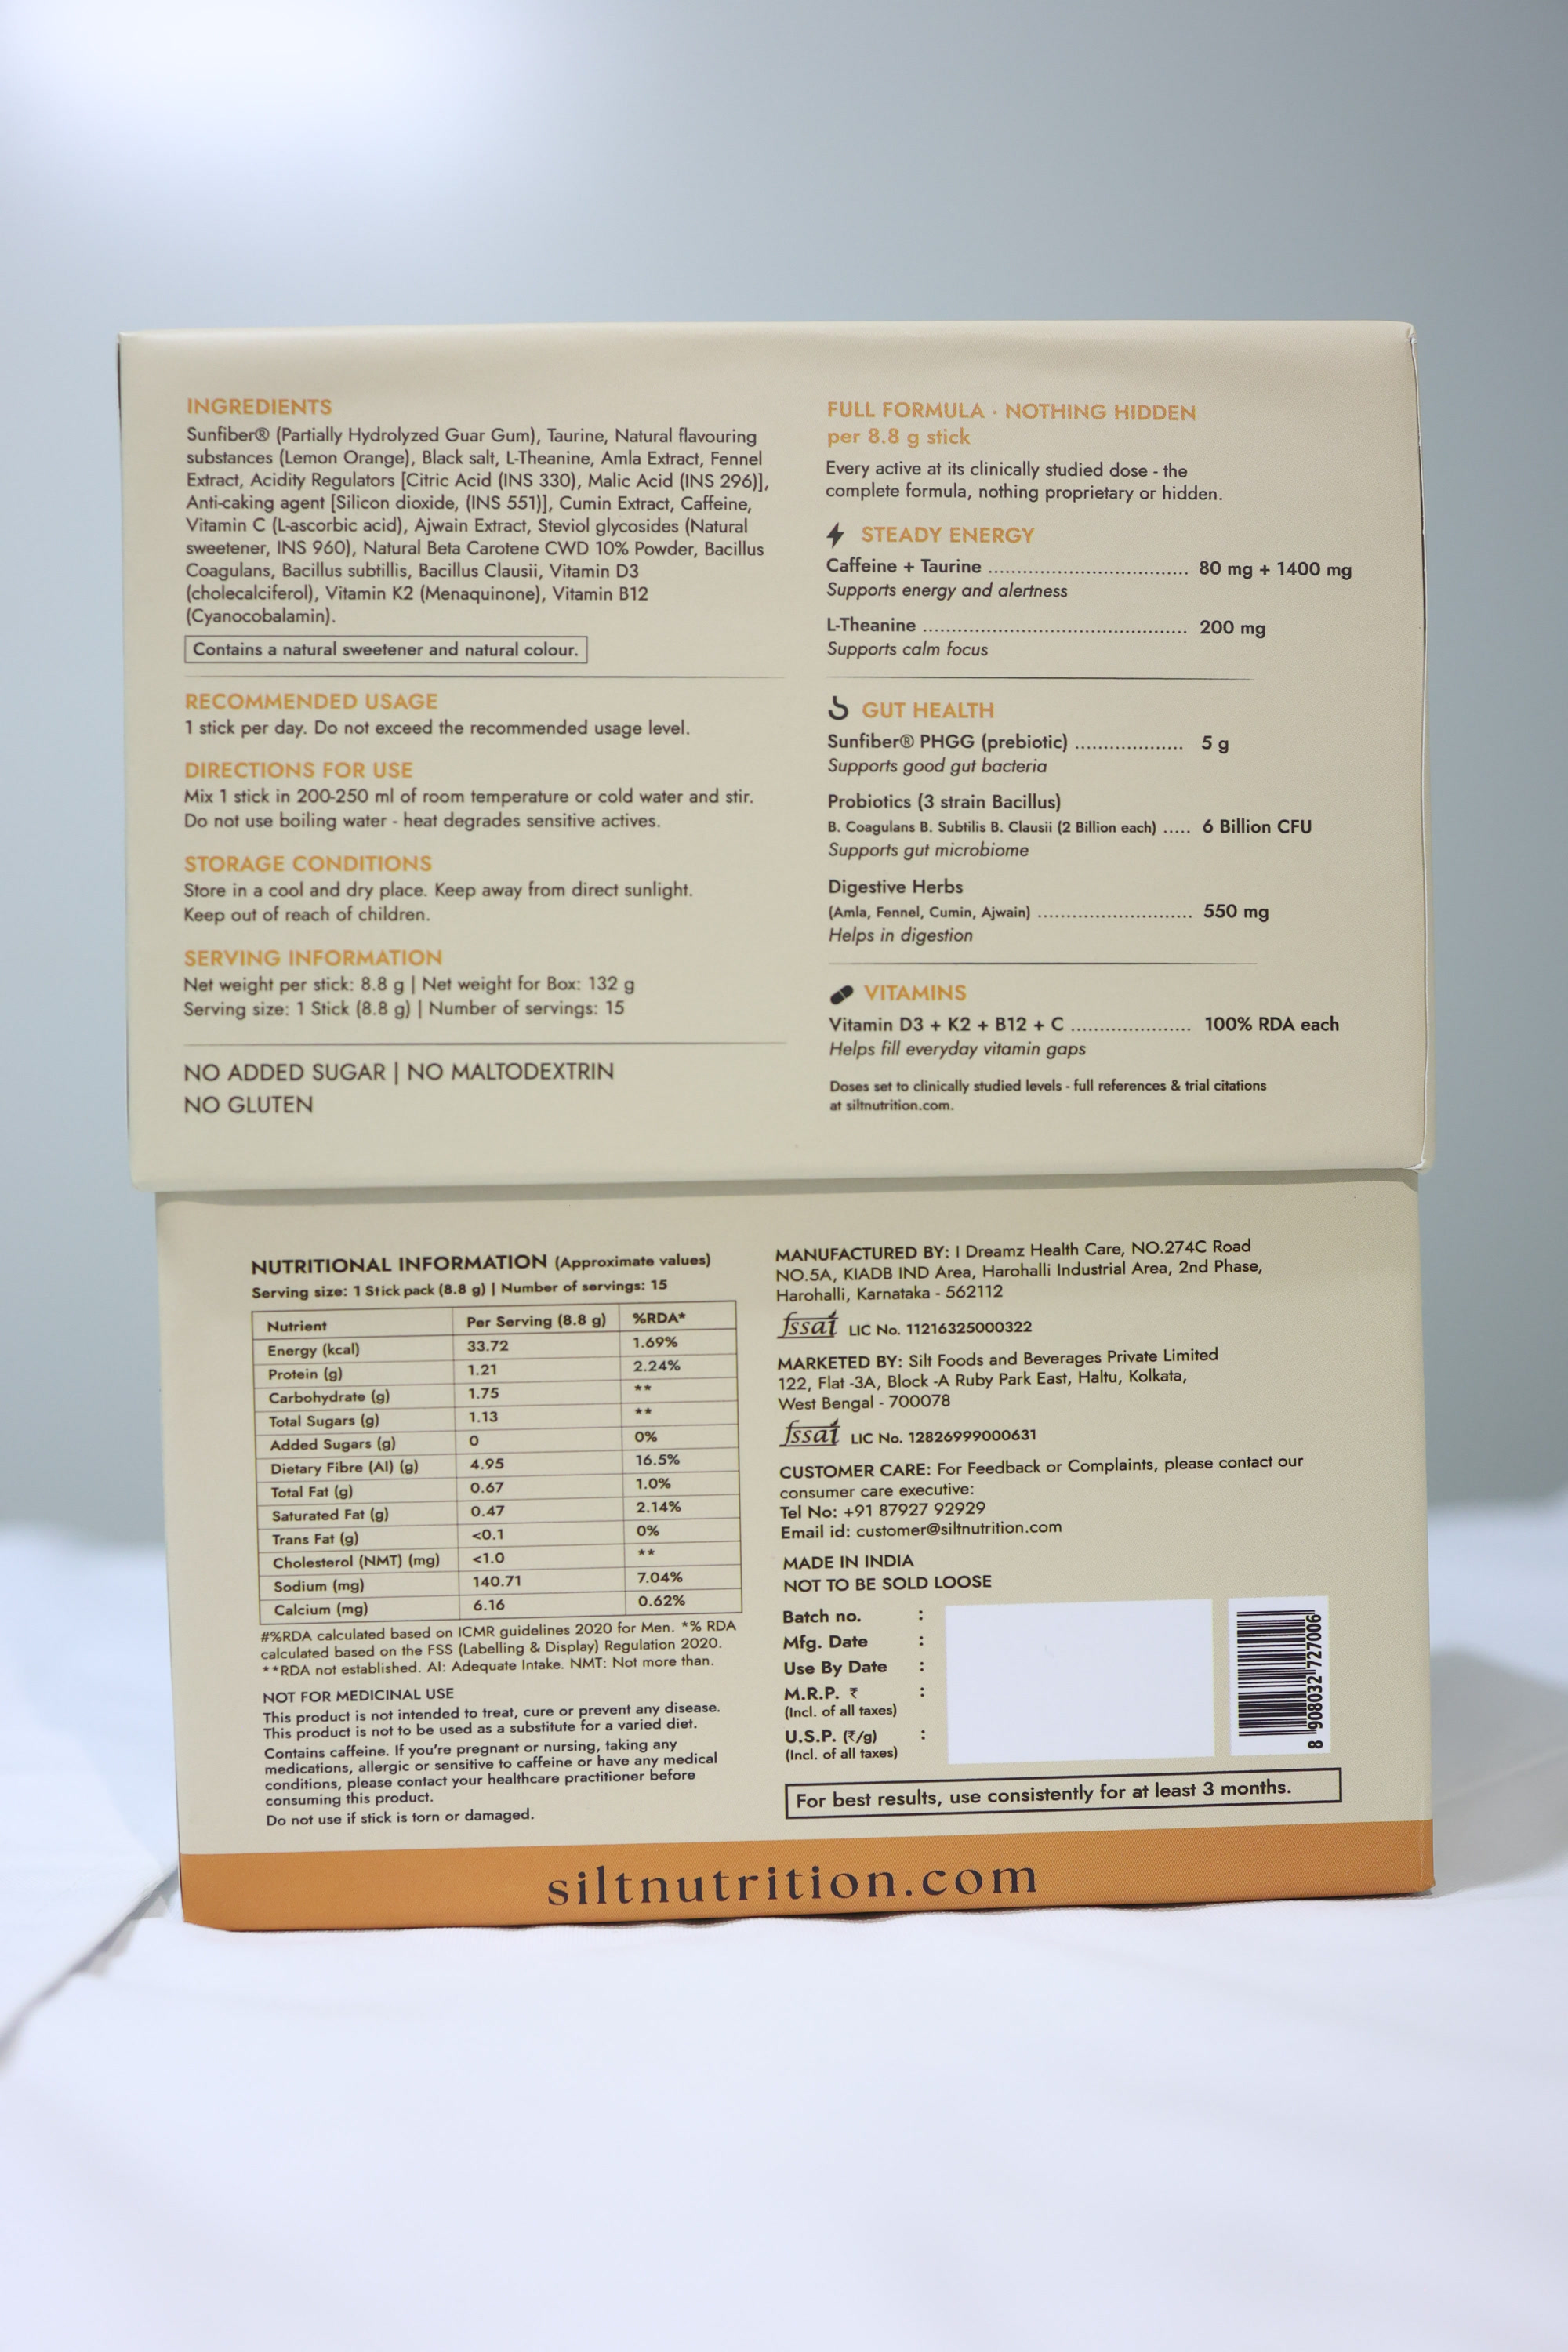 INGREDIENTS
Sunfiber® (Partially Hydrolyzed Guar Gum), Taurine, Natural flavouring
substances (Lemon Orange), Black salt, L-Theanine, Amla Extract, Fennel
Extract, Acidity Regulators [Citric Acid (INS 330), Malic Acid (INS 296)],
Anti-caking agent [Silicon dioxide, (INS 551)], Cumin Extract, Caffeine,
Vitamin C (L-ascorbic acid), Ajwain Extract, Steviol glycosides (Natural
sweetener, INS 960), Natural Beta Carotene CWD 10% Powder, Bacillus
Coagulans, Bacillus subtillis, Bacillus Clausii, Vitamin D3
(cholecalciferol), Vitamin K2 (Menaquinone), Vitamin B12
(Cyanocobalamin).
Contains a natural sweetener and natural colour.
RECOMMENDED USAGE
1 stick per day. Do not exceed the recommended usage level.
DIRECTIONS FOR USE
Mix 1 stick in 200-250 ml of room temperature or cold water and stir.
Do not use boiling water - heat degrades sensitive actives.
STORAGE CONDITIONS
Store in a cool and dry place. Keep away from direct sunlight.
Keep out of reach of children.
SERVING INFORMATION
Net weight per stick: 8.8 g | Net weight for Box: 132 g
Serving size: 1 Stick (8.8 g) | Number of servings: 15
NO ADDED SUGAR | NO MALTODEXTRIN
NO GLUTEN
FULL FORMULA · NOTHING HIDDEN
per 8.8 g stick
Every active at its clinically studied dose - the
complete formula, nothing proprietary or hidden.
STEADY ENERGY
Caffeine + Taurine .................................. 80 mg + 1400 mg
Supports energy and alertness
L-Theanine ............................................. 200 mg
Supports calm focus
GUT HEALTH
Sunfiber® PHGG (prebiotic) ................... 5 g
Supports good gut bacteria
Probiotics (3 strain Bacillus)
B. Coagulans B. Subtilis B. Clausii (2 Billion each) ..... 6 Billion CFU
Supports gut microbiome
Digestive Herbs
(Amla, Fennel, Cumin, Ajwain) ........................... 550 mg
Helps in digestion
VITAMINS
Vitamin D3 + K2 + B12 + C ..................... 100% RDA each
Helps fill everyday vitamin gaps
Doses set to clinically studied levels - full references & trial citations
at siltnutrition.com.
NUTRITIONAL INFORMATION (Approximate values)
Serving size: 1 Stick pack (8.8 g) | Number of servings: 15
Nutrient Per Serving (8.8 g) %RDA*
Energy (kcal) 33.72 1.69%
Protein (g) 1.21 2.24%
Carbohydrate (g) 1.75 **
Total Sugars (g) 1.13 **
Added Sugars (g) 0 0%
Dietary Fibre (AI) (g) 4.95 16.5%
Total Fat (g) 0.67 1.0%
Saturated Fat (g) 0.47 2.14%
Trans Fat (g) <0.1 0%
Cholesterol (NMT) (mg) <1.0 **
Sodium (mg) 140.71 7.04%
Calcium (mg) 6.16 0.62%
#%RDA calculated based on ICMR guidelines 2020 for Men. *% RDA
calculated based on the FSS (Labelling & Display) Regulation 2020.
**RDA not established. AI: Adequate Intake. NMT: Not more than.
NOT FOR MEDICINAL USE
This product is not intended to treat, cure or prevent any disease.
This product is not to be used as a substitute for a varied diet.
Contains caffeine. If you're pregnant or nursing, taking any
medications, allergic or sensitive to caffeine or have any medical
conditions, please contact your healthcare practitioner before
consuming this product.
Do not use if stick is torn or damaged.
MANUFACTURED BY: I Dreamz Health Care, NO.274C Road
NO.5A, KIADB IND Area, Harohalli Industrial Area, 2nd Phase,
Harohalli, Karnataka - 562112
fssai LIC No. 11216325000322
MARKETED BY: Silt Foods and Beverages Private Limited
122, Flat -3A, Block -A Ruby Park East, Haltu, Kolkata,
West Bengal - 700078
fssai LIC No. 12826999000631
CUSTOMER CARE: For Feedback or Complaints, please contact our
consumer care executive:
Tel No: +91 87927 92929
Email id: customer@siltnutrition.com
MADE IN INDIA
NOT TO BE SOLD LOOSE
Batch no. :
Mfg. Date :
Use By Date :
M.R.P. ₹ :
(Incl. of all taxes)
U.S.P. (₹/g) :
(Incl. of all taxes)
8 908032 727006
For best results, use consistently for at least 3 months.
siltnutrition.com